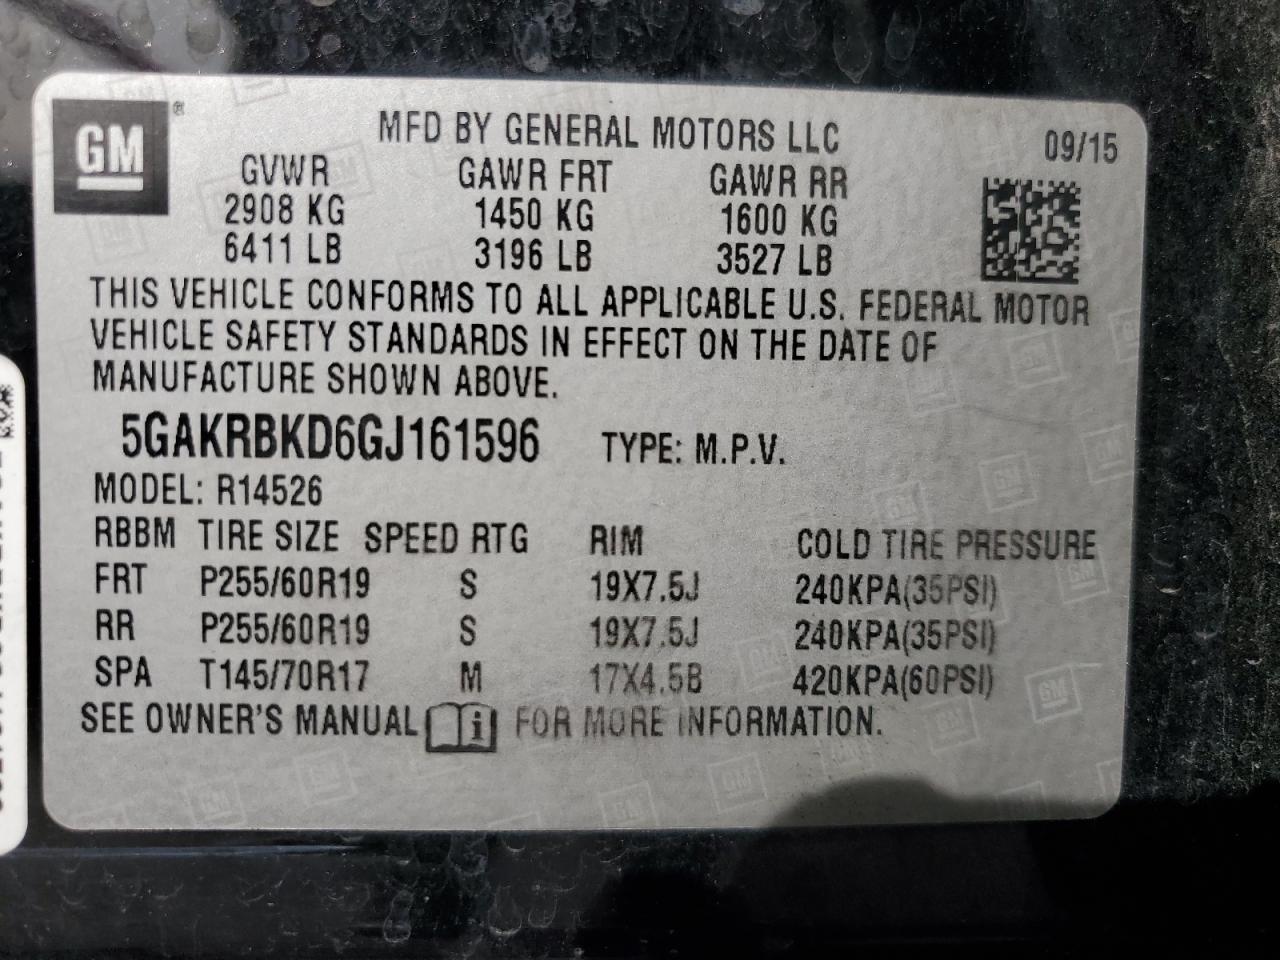 GM ®
MFD BY GENERAL MOTORS LLC 09/15
GVWR GAWR FRT GAWR RR
2908 KG 1450 KG 1600 KG
6411 LB 3196 LB 3527 LB
THIS VEHICLE CONFORMS TO ALL APPLICABLE U.S. FEDERAL MOTOR
VEHICLE SAFETY STANDARDS IN EFFECT ON THE DATE OF
MANUFACTURE SHOWN ABOVE.
5GAKRBKD6GJ161596 TYPE: M.P.V.
MODEL: R14526
RBBM TIRE SIZE SPEED RTG RIM COLD TIRE PRESSURE
FRT P255/60R19 S 19X7.5J 240KPA(35PSI)
RR P255/60R19 S 19X7.5J 240KPA(35PSI)
SPA T145/70R17 M 17X4.5B 420KPA(60PSI)
SEE OWNER'S MANUAL i FOR MORE INFORMATION.